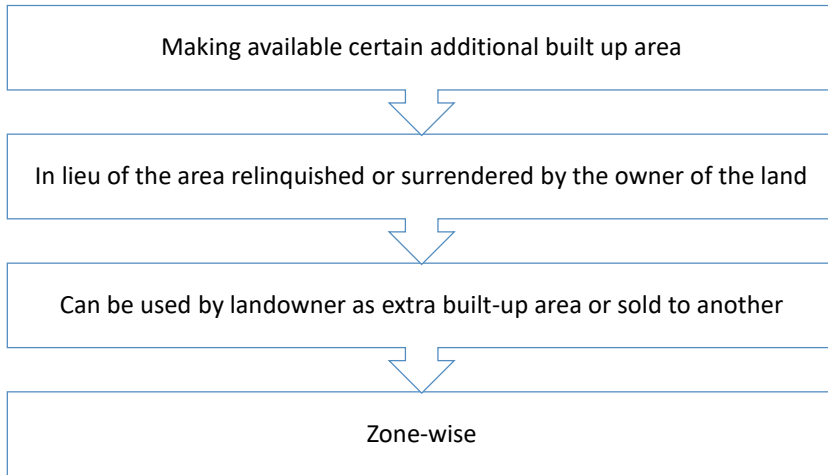 Making available certain additional built up area
In lieu of the area relinquished or surrendered by the owner of the land
Can be used by landowner as extra built-up area or sold to another
Zone-wise